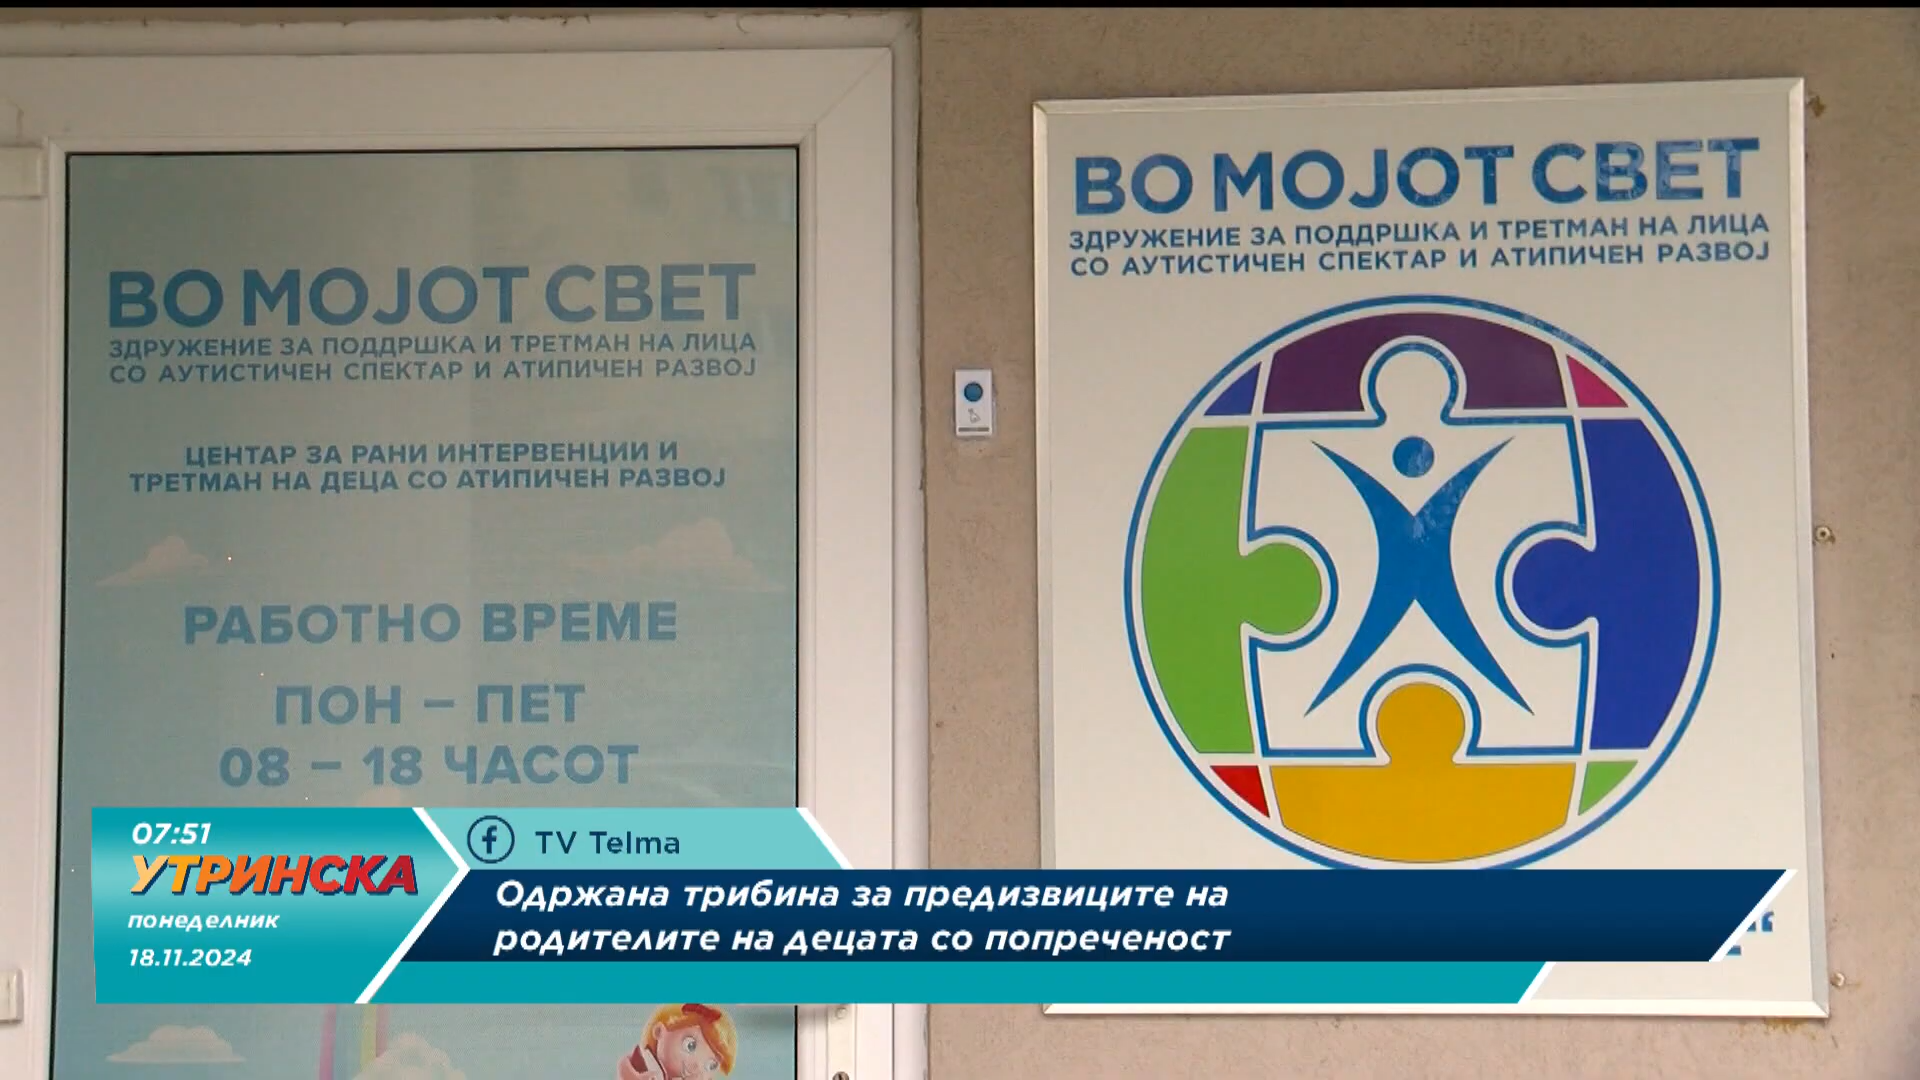 ВО МОЈОТ СВЕТ
ЗДРУЖЕНИЕ ЗА ПОДДРШКА И ТРЕТМАН НА ЛИЦА
СО АУТИСТИЧЕН СПЕКТАР И АТИПИЧЕН РАЗВОЈ
ЦЕНТАР ЗА РАНИ ИНТЕРВЕНЦИИ И
ТРЕТМАН НА ДЕЦА СО АТИПИЧЕН РАЗВОЈ
РАБОТНО ВРЕМЕ
ПОН – ПЕТ
08 – 18 ЧАСОТ
ВО МОЈОТ СВЕТ
ЗДРУЖЕНИЕ ЗА ПОДДРШКА И ТРЕТМАН НА ЛИЦА
СО АУТИСТИЧЕН СПЕКТАР И АТИПИЧЕН РАЗВОЈ
07:51
УТРИНСКА
понеделник
18.11.2024
TV Telma
Одржана трибина за предизвиците на
родителите на децата со попреченост